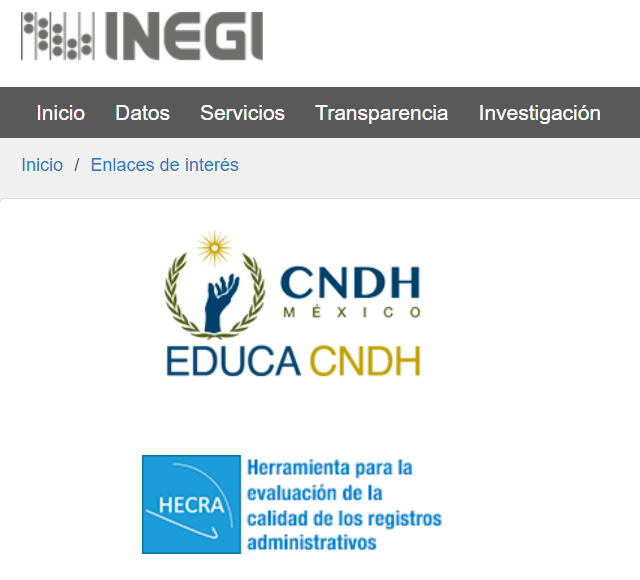 INEGI
Inicio Datos Servicios Transparencia Investigación
Inicio / Enlaces de interés
CNDH
MÉXICO
EDUCA CNDH
HECRA
Herramienta para la
evaluación de la
calidad de los registros
administrativos